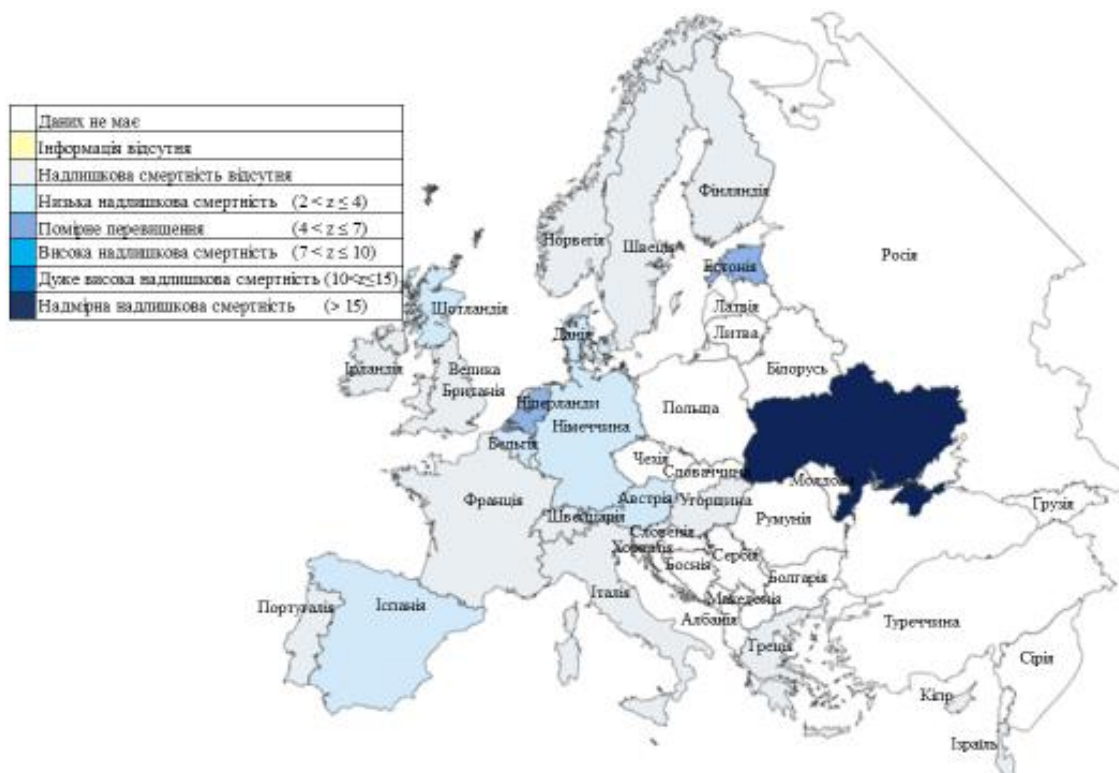 Даних не має
Інформація відсутня
Надлишкова смертність відсутня
Низька надлишкова смертність (2 < z ≤ 4)
Помірне перевищення (4 < z ≤ 7)
Висока надлишкова смертність (7 < z ≤ 10)
Дуже висока надлишкова смертність (10<z≤15)
Надмірна надлишкова смертність (> 15)
Фінляндія
Норвегія
Швеція
Естонія
Росія
Шотландія
Латвія
Данія
Литва
Ірландія
Велика
Британія
Білорусь
Ніперланди
Польща
Німеччина
Бельгія
Чехія
Словаччина
Молдова
Франція
Австрія
Угорщина
Грузія
Швейцарія
Румунія
Словенія
Хорватія
Сербія
Боснія
Болгарія
Італія
Македонія
Португалія
Іспанія
Албанія
Туреччина
Греція
Сірія
Кіпр
Ізраїль